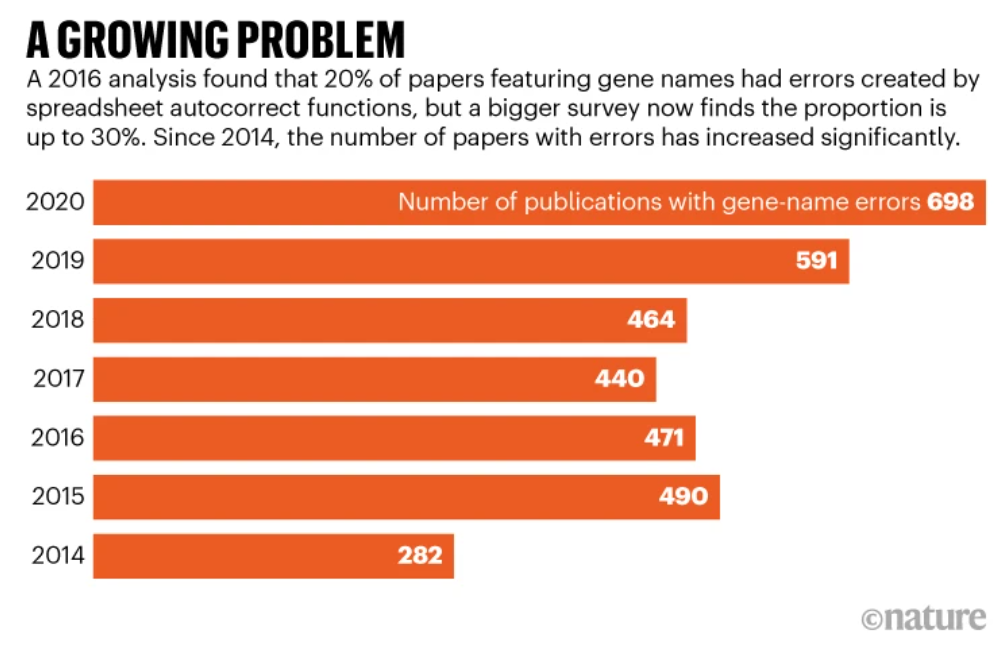 A GROWING PROBLEM
A 2016 analysis found that 20% of papers featuring gene names had errors created by
spreadsheet autocorrect functions, but a bigger survey now finds the proportion is
up to 30%. Since 2014, the number of papers with errors has increased significantly.
2020 Number of publications with gene-name errors 698
2019 591
2018 464
2017 440
2016 471
2015 490
2014 282
©nature